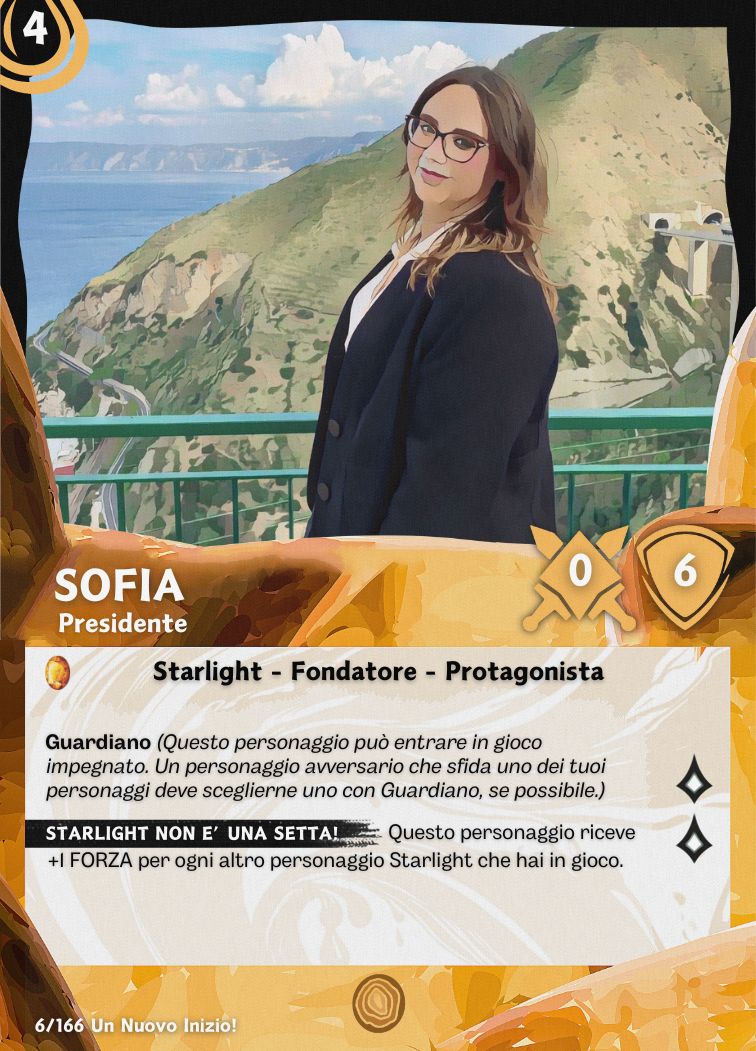 4
SOFIA
Presidente
0
6
Starlight - Fondatore - Protagonista
Guardiano (Questo personaggio può entrare in gioco
impegnato. Un personaggio avversario che sfida uno dei tuoi
personaggi deve sceglierne uno con Guardiano, se possibile.)
STARLIGHT NON E' UNA SETTA! Questo personaggio riceve
+1 FORZA per ogni altro personaggio Starlight che hai in gioco.
6/166 Un Nuovo Inizio!